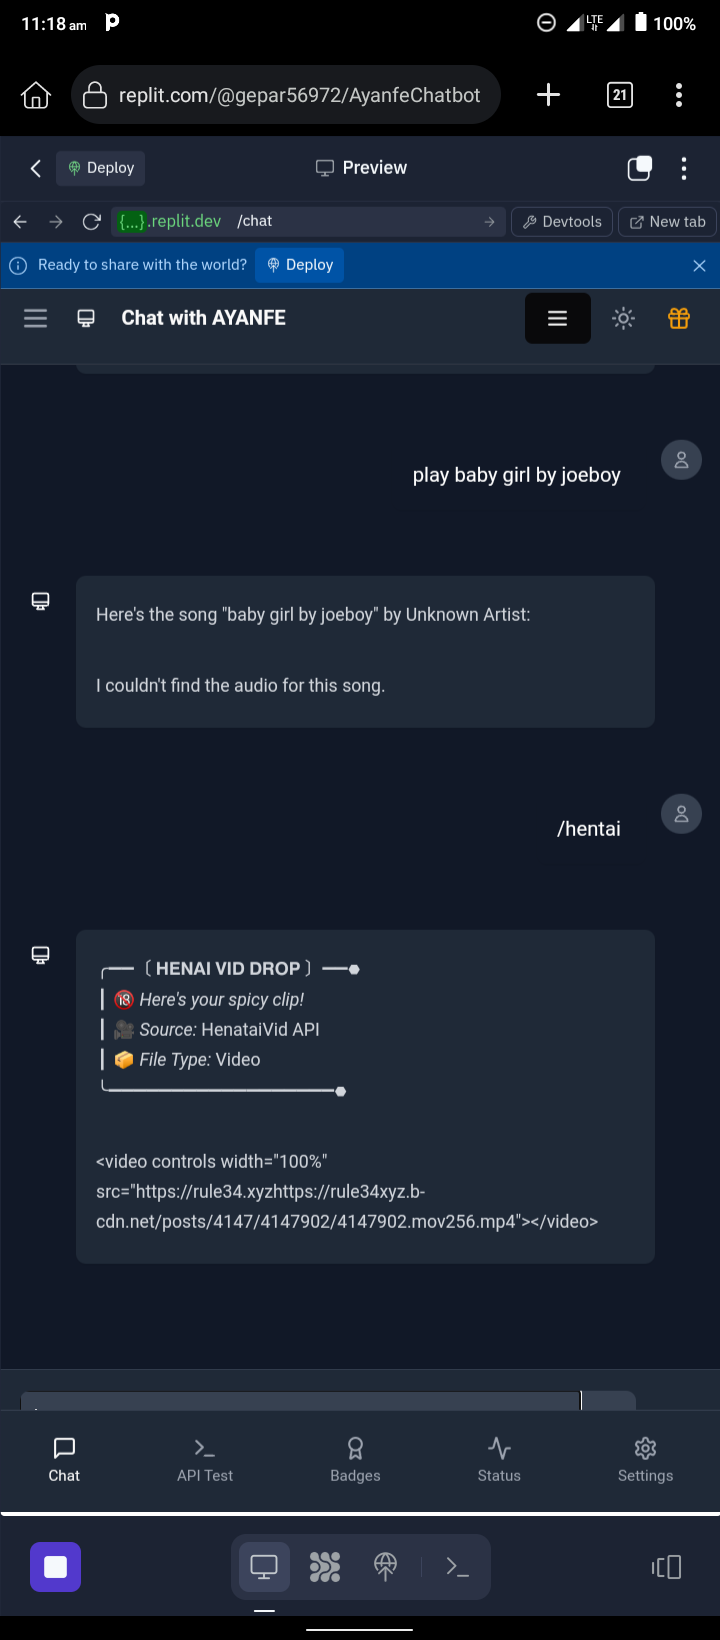 11:18 am
LTE
100%
replit.com/@gepar56972/AyanfeChatbot
21
Deploy
Preview
{...}.replit.dev /chat
Devtools
New tab
Ready to share with the world?
Deploy
Chat with AYANFE
play baby girl by joeboy
Here's the song "baby girl by joeboy" by Unknown Artist:
I couldn't find the audio for this song.
/hentai
╭── 〔 HENAI VID DROP 〕 ──⬣
┃ 🔞 Here's your spicy clip!
┃ 🎥 Source: HenataiVid API
┃ 📦 File Type: Video
╰──────────────⬣
<video controls width="100%"
src="https://rule34.xyzhttps://rule34xyz.b-
cdn.net/posts/4147/4147902/4147902.mov256.mp4"></video>
Chat
API Test
Badges
Status
Settings